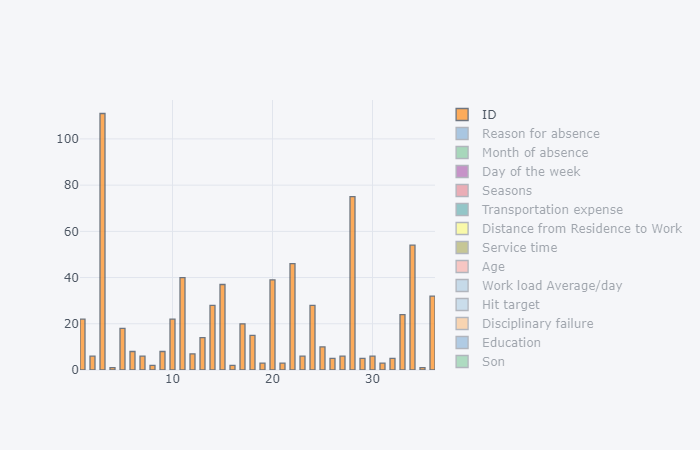 100
80
60
40
20
0
10 20 30
ID
Reason for absence
Month of absence
Day of the week
Seasons
Transportation expense
Distance from Residence to Work
Service time
Age
Work load Average/day
Hit target
Disciplinary failure
Education
Son